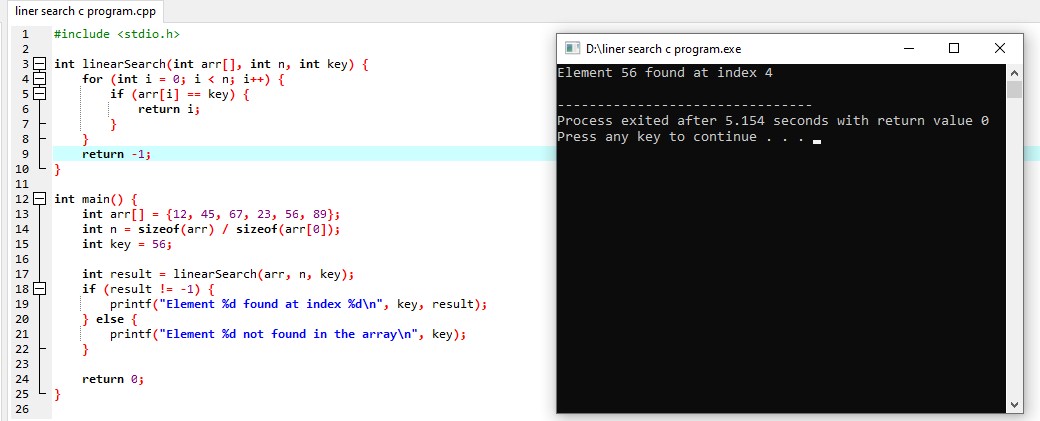 liner search c program.cpp
1 #include <stdio.h>
2
3 int linearSearch(int arr[], int n, int key) {
4     for (int i = 0; i < n; i++) {
5         if (arr[i] == key) {
6             return i;
7         }
8     }
9     return -1;
10 }
11
12 int main() {
13     int arr[] = {12, 45, 67, 23, 56, 89};
14     int n = sizeof(arr) / sizeof(arr[0]);
15     int key = 56;
16
17     int result = linearSearch(arr, n, key);
18     if (result != -1) {
19         printf("Element %d found at index %d\n", key, result);
20     } else {
21         printf("Element %d not found in the array\n", key);
22     }
23
24     return 0;
25 }
26
D:\liner search c program.exe
Element 56 found at index 4
--------------------------------
Process exited after 5.154 seconds with return value 0
Press any key to continue . . .